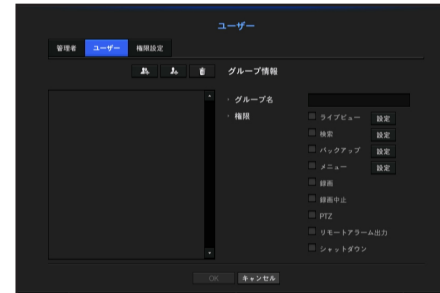 ユーザー
管理者 ユーザー 権限設定
グループ情報
・ グループ名
・ 権限
ライブビュー 設定
検索 設定
バックアップ 設定
メニュー 設定
録画
録画中止
PTZ
リモートアラーム出力
シャットダウン
OK キャンセル